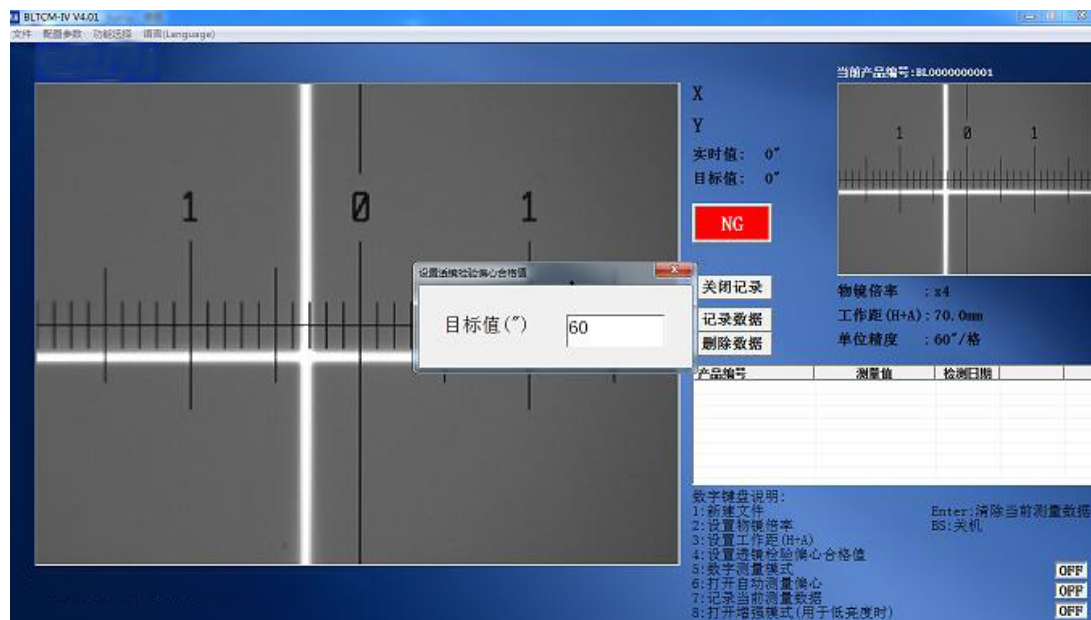 BLTCM-IV V4.01
文件 配置参数 功能选择 语言(Language)
当前产品编号:BL0000000001
X
Y
实时值: 0″
目标值: 0″
NG
1 0 1
1 0 1
设置透镜检验偏心合格值
目标值(″) 60
关闭记录
记录数据
删除数据
物镜倍率 :x4
工作距(H+A):70.0mm
单位精度 :60″/格
产品编号 测量值 检测日期
数字键盘说明:
1:新建文件 Enter:清除当前测量数据
2:设置物镜倍率 BS:关机
3:设置工作距(H+A)
4:设置透镜检验偏心合格值
5:数字测量模式 OFF
6:打开自动测量偏心 OFF
7:记录当前测量数据
8:打开增强模式(用于低亮度时) OFF